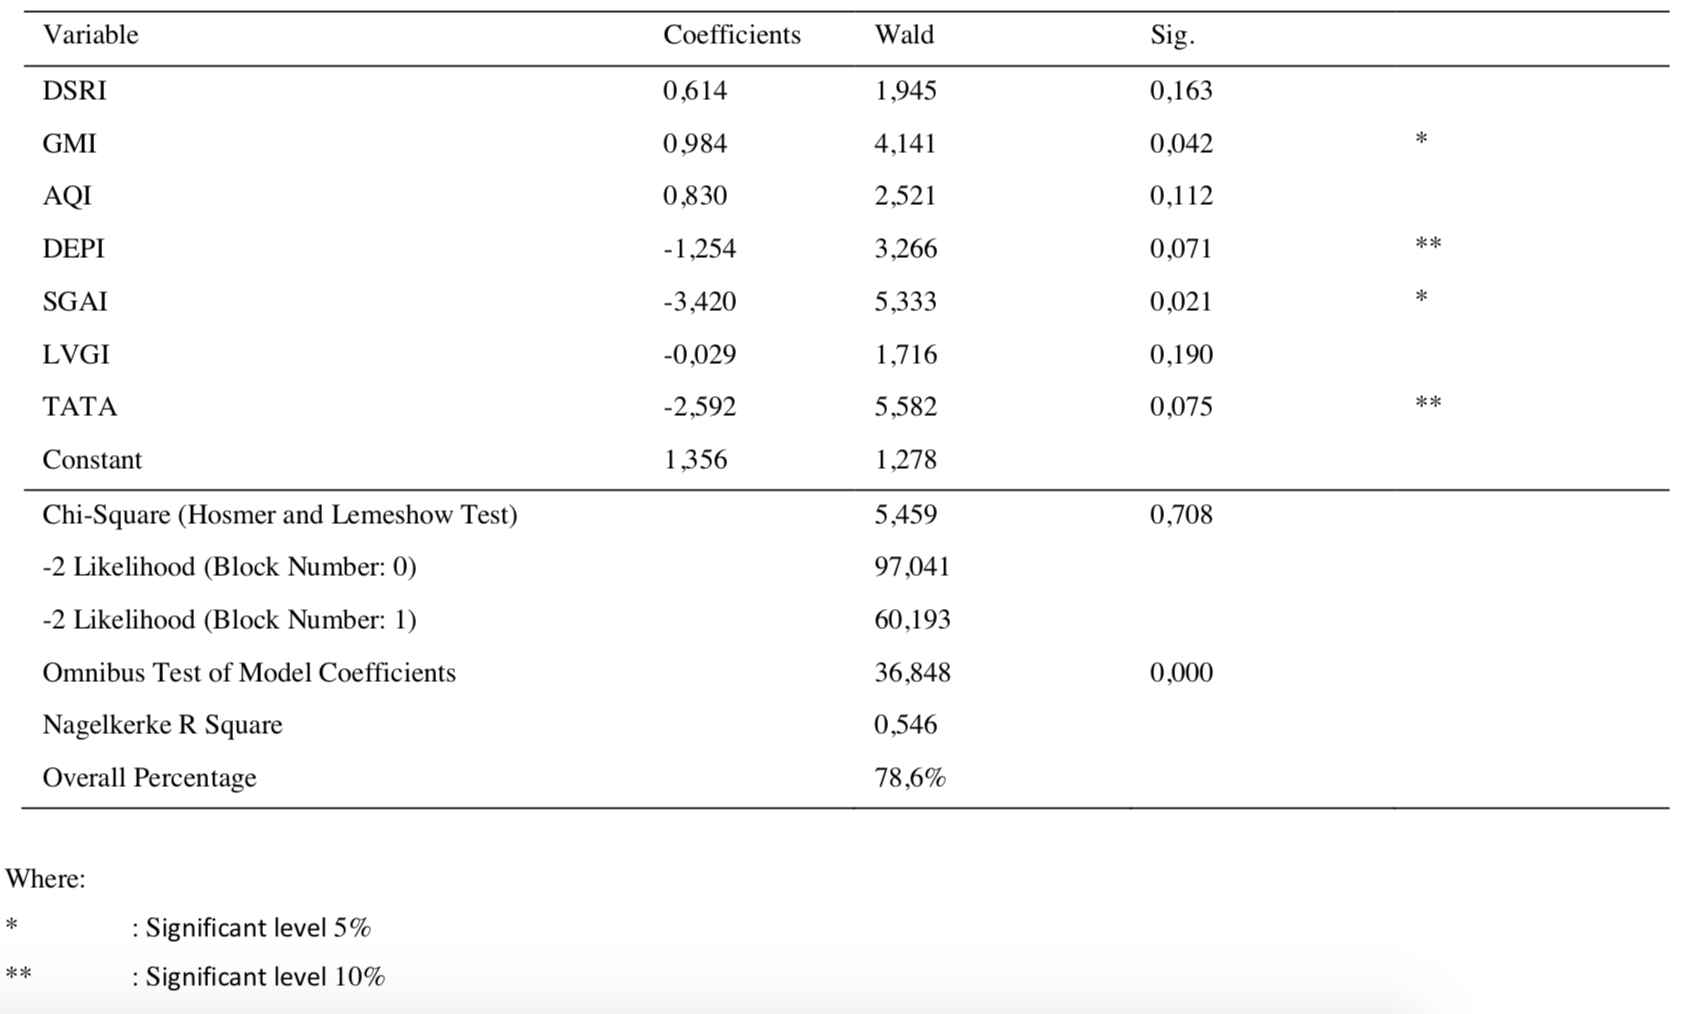 Variable Coefficients Wald Sig.
DSRI 0,614 1,945 0,163
GMI 0,984 4,141 0,042 *
AQI 0,830 2,521 0,112
DEPI -1,254 3,266 0,071 **
SGAI -3,420 5,333 0,021 *
LVGI -0,029 1,716 0,190
TATA -2,592 5,582 0,075 **
Constant 1,356 1,278
Chi-Square (Hosmer and Lemeshow Test) 5,459 0,708
-2 Likelihood (Block Number: 0) 97,041
-2 Likelihood (Block Number: 1) 60,193
Omnibus Test of Model Coefficients 36,848 0,000
Nagelkerke R Square 0,546
Overall Percentage 78,6%
Where:
* : Significant level 5%
** : Significant level 10%